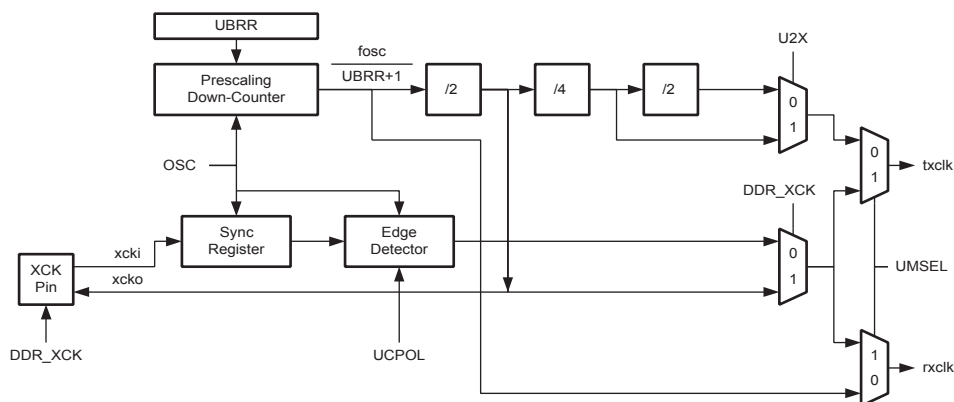 UBRR
fosc
U2X
Prescaling
Down-Counter
UBRR+1
/2
/4
/2
0
1
OSC
0
1
txclk
DDR_XCK
Sync
Register
Edge
Detector
xcki
0
1
XCK
Pin
xcko
UMSEL
DDR_XCK
UCPOL
1
0
rxclk